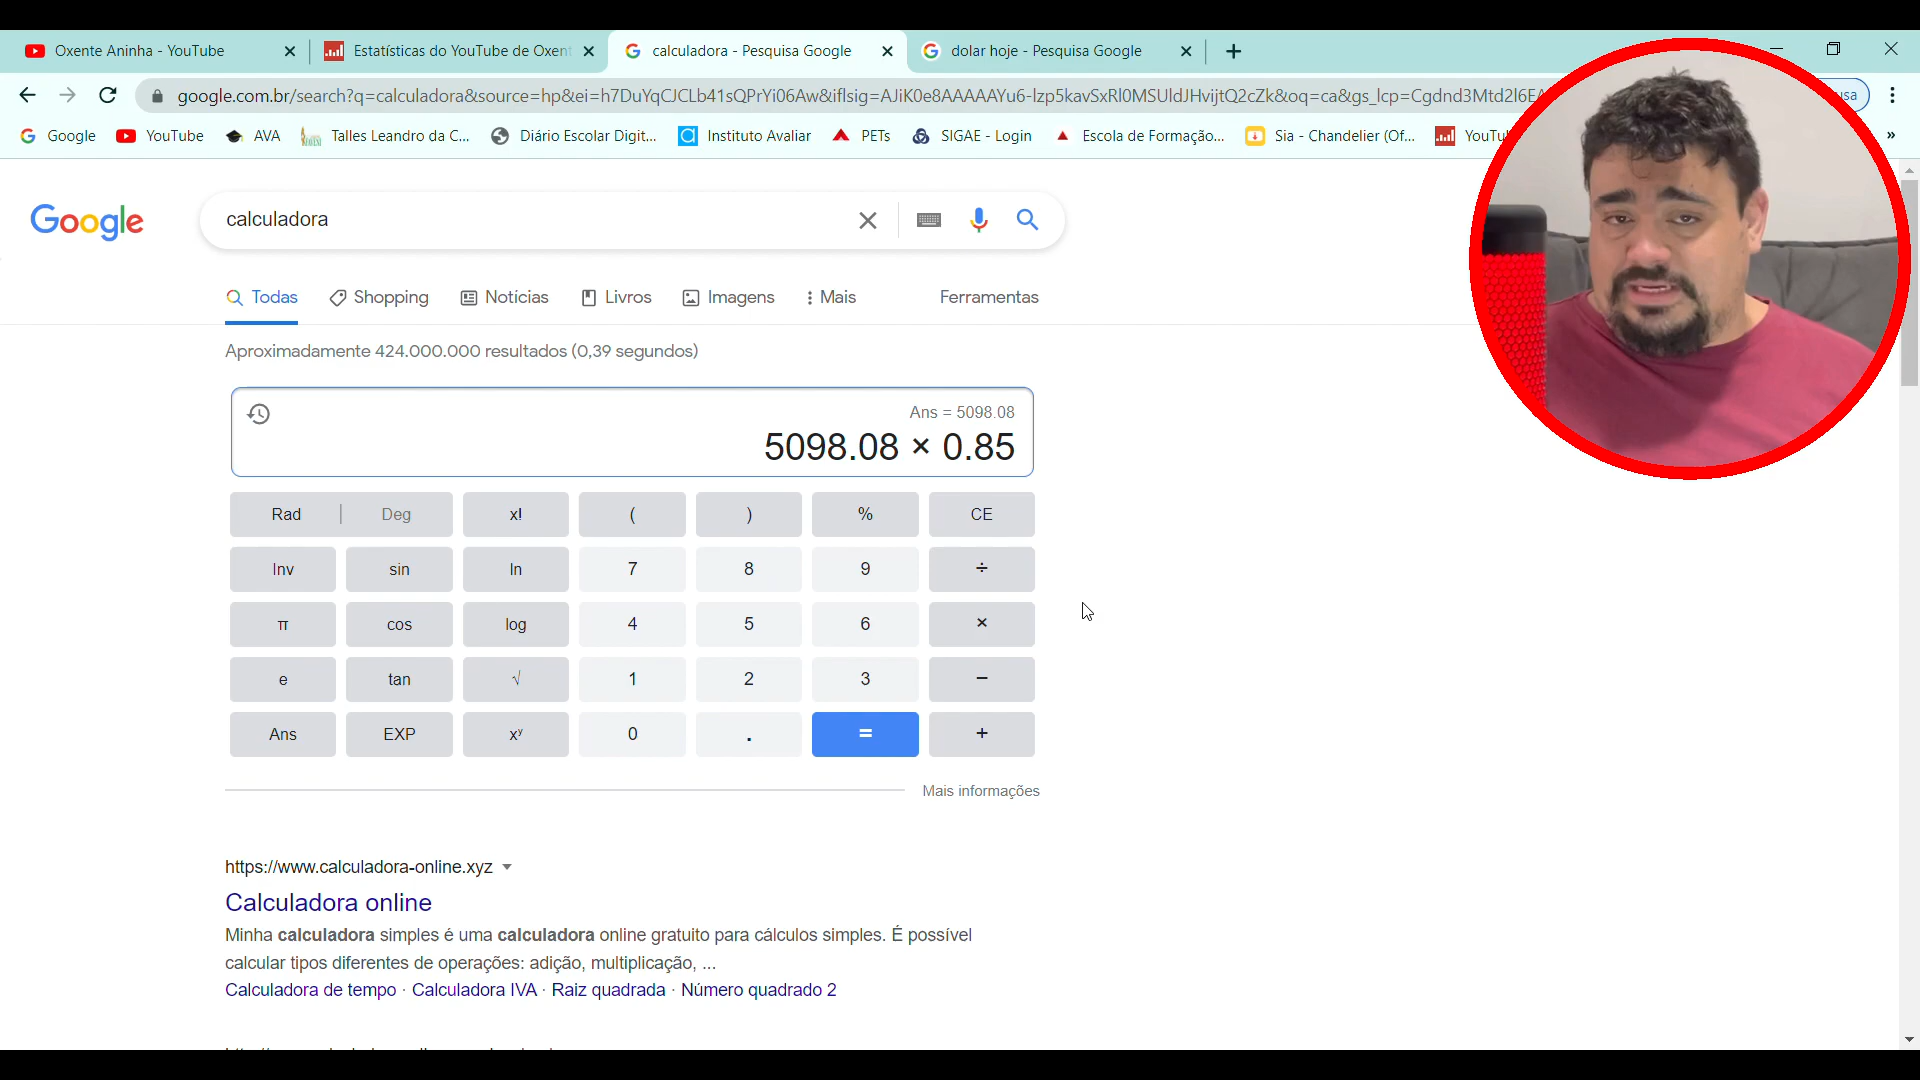 Oxente Aninha - YouTube
Estatísticas do YouTube de Oxent
calculadora - Pesquisa Google
dolar hoje - Pesquisa Google
google.com.br/search?q=calculadora&source=hp&ei=h7DuYqCJCLb41sQPrYi06Aw&iflsig=AJiK0e8AAAAAYu6-lzp5kavSxRl0MSUldJHvijtQ2cZk&oq=ca&gs_lcp=Cgdnd3Mtd2l6EA
usa
Google
YouTube
AVA
Talles Leandro da C...
Diário Escolar Digit...
Instituto Avaliar
PETs
SIGAE - Login
Escola de Formação...
Sia - Chandelier (Of...
YouTu
»
Google
calculadora
Todas
Shopping
Notícias
Livros
Imagens
Mais
Ferramentas
Aproximadamente 424.000.000 resultados (0,39 segundos)
Ans = 5098.08
5098.08 × 0.85
Rad | Deg x! ( ) % CE
Inv sin ln 7 8 9 ÷
π cos log 4 5 6 ×
e tan √ 1 2 3 −
Ans EXP xʸ 0 . = +
Mais informações
https://www.calculadora-online.xyz
Calculadora online
Minha calculadora simples é uma calculadora online gratuito para cálculos simples. É possível
calcular tipos diferentes de operações: adição, multiplicação, ...
Calculadora de tempo · Calculadora IVA · Raiz quadrada · Número quadrado 2